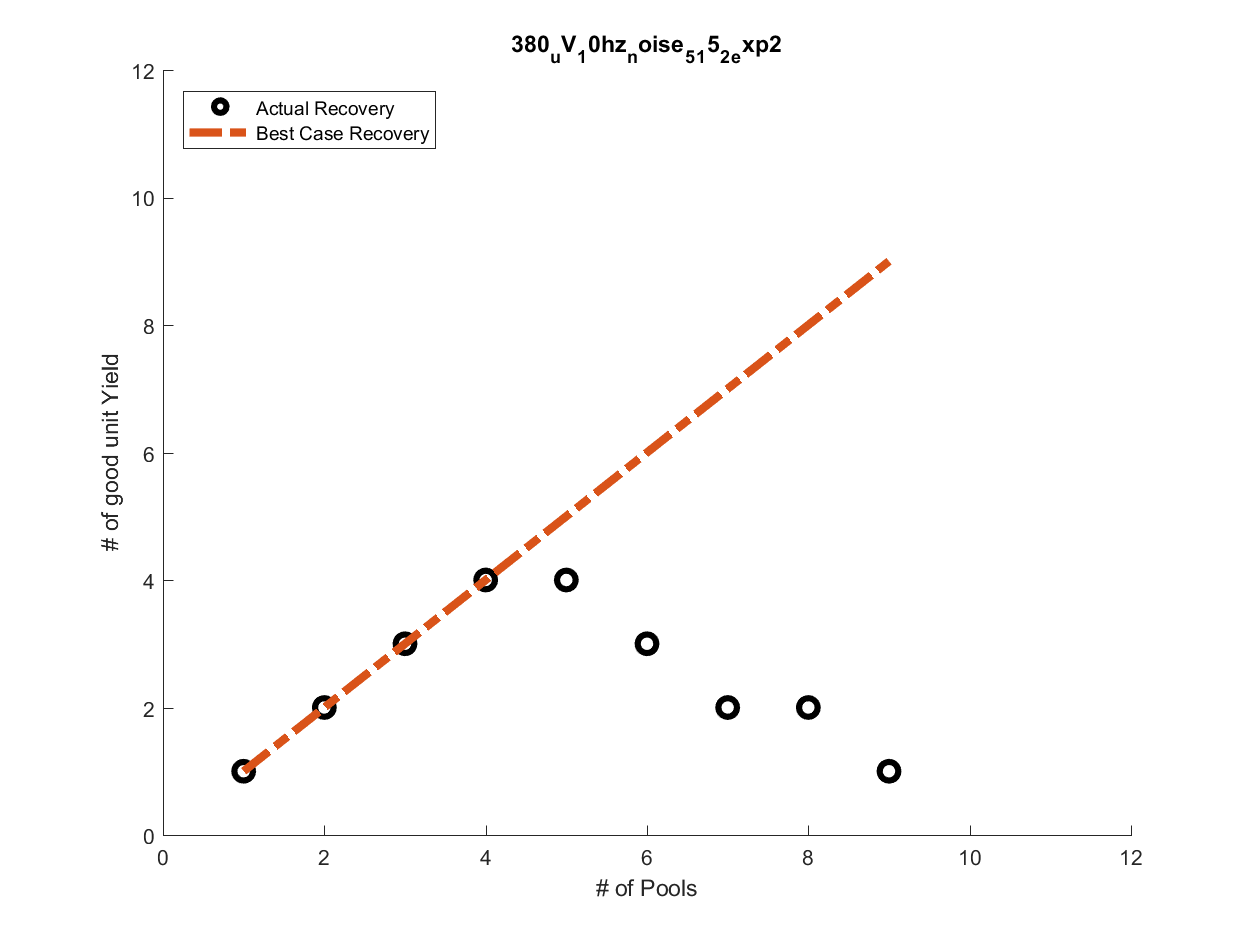 380_uV_10hz_noise_515_2exp2
12
10
8
6
4
2
0
0 2 4 6 8 10 12
# of good unit Yield
# of Pools
Actual Recovery
Best Case Recovery